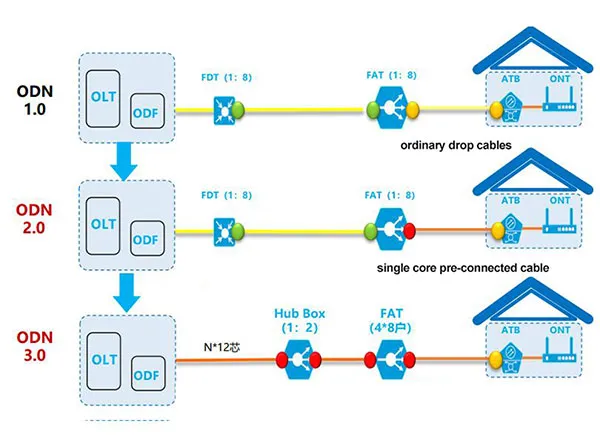 ODN
1.0
OLT
ODF
FDT (1: 8)
FAT (1: 8)
ATB
ONT
ordinary drop cables
ODN
2.0
OLT
ODF
FDT (1: 8)
FAT (1: 8)
ATB
ONT
single core pre-connected cable
ODN
3.0
OLT
ODF
N*12芯
Hub Box
(1: 2)
FAT
(4*8户)
ATB
ONT